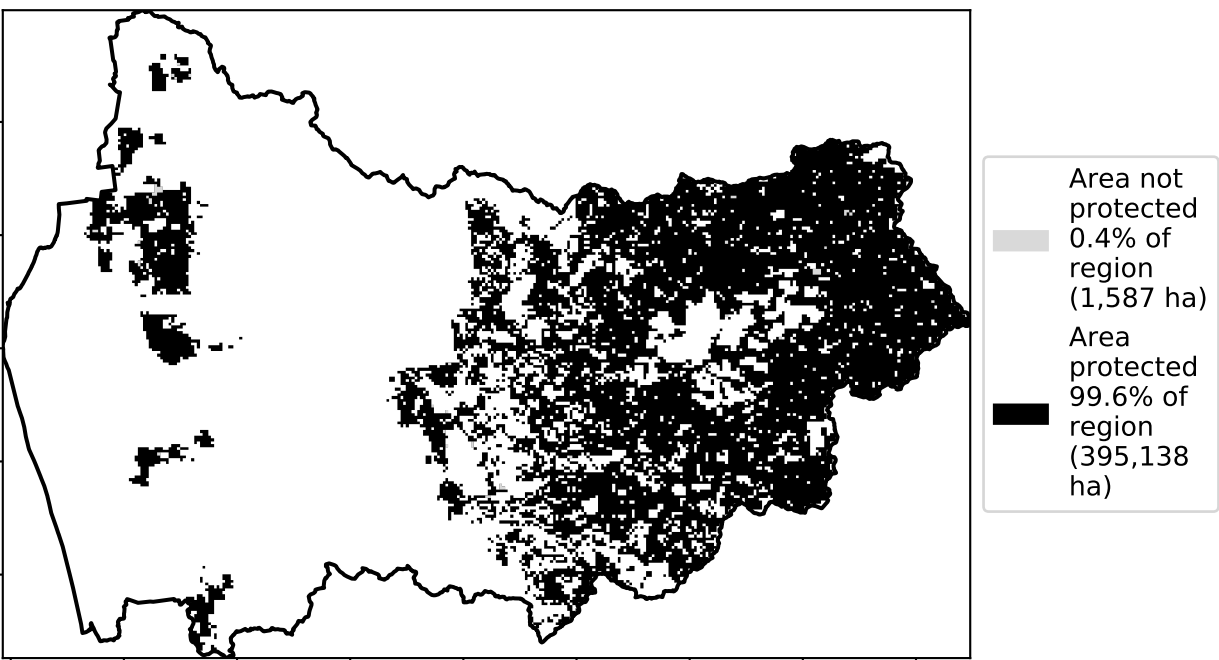 Area not
protected
0.4% of
region
(1,587 ha)
Area
protected
99.6% of
region
(395,138
ha)